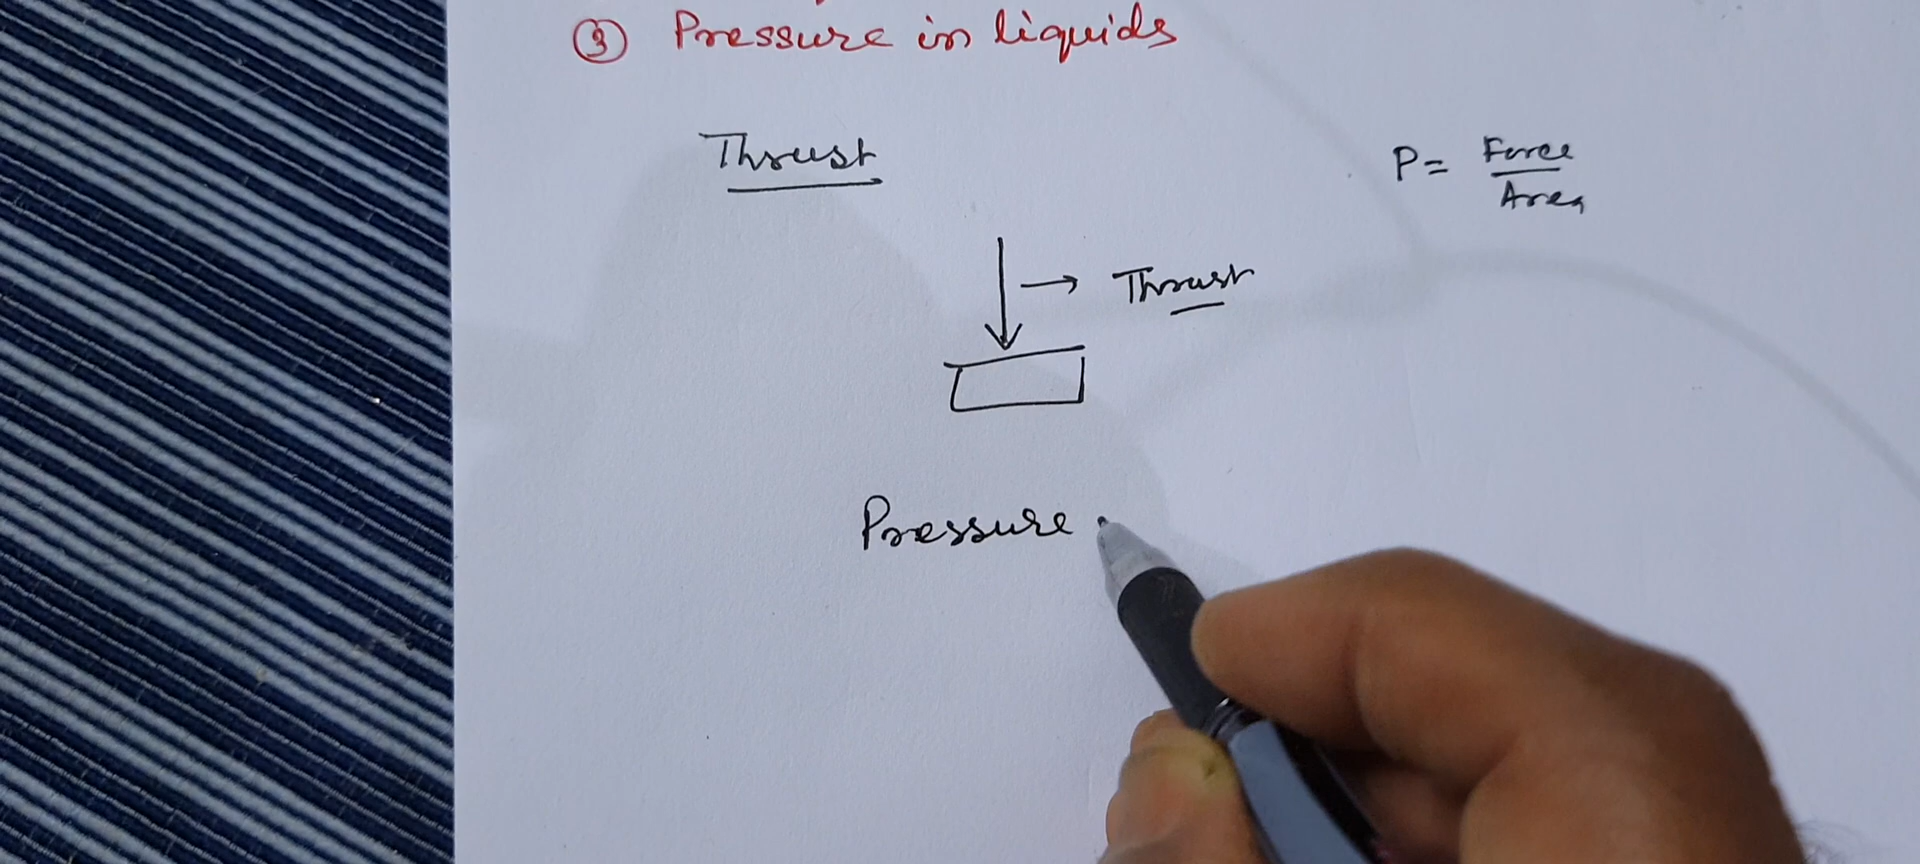 ③ Pressure in liquids
Thrust
P = Force / Area
→ Thrust
Pressure